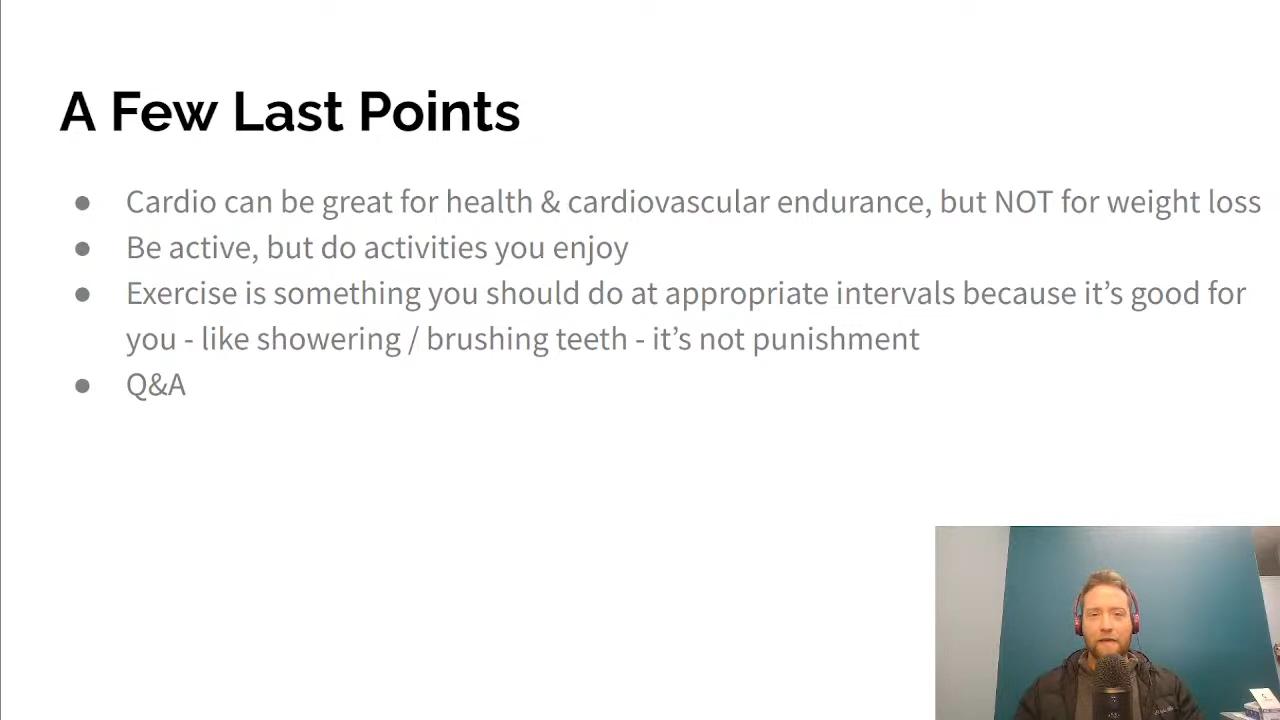 A Few Last Points
● Cardio can be great for health & cardiovascular endurance, but NOT for weight loss
● Be active, but do activities you enjoy
● Exercise is something you should do at appropriate intervals because it’s good for
you - like showering / brushing teeth - it’s not punishment
● Q&A